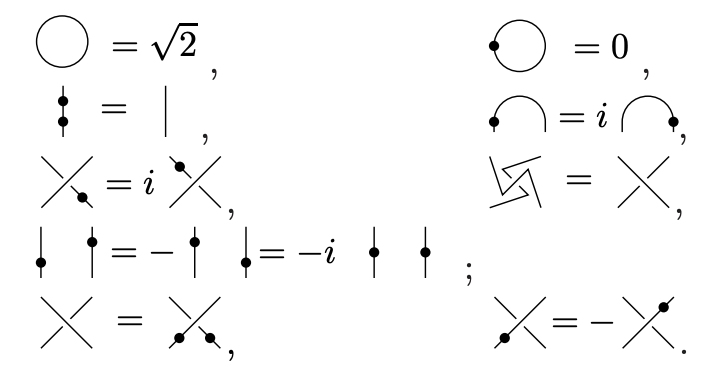 = √2 , = 0 ,
= , = i ,
= i , = ,
= − = −i ;
= , = − .